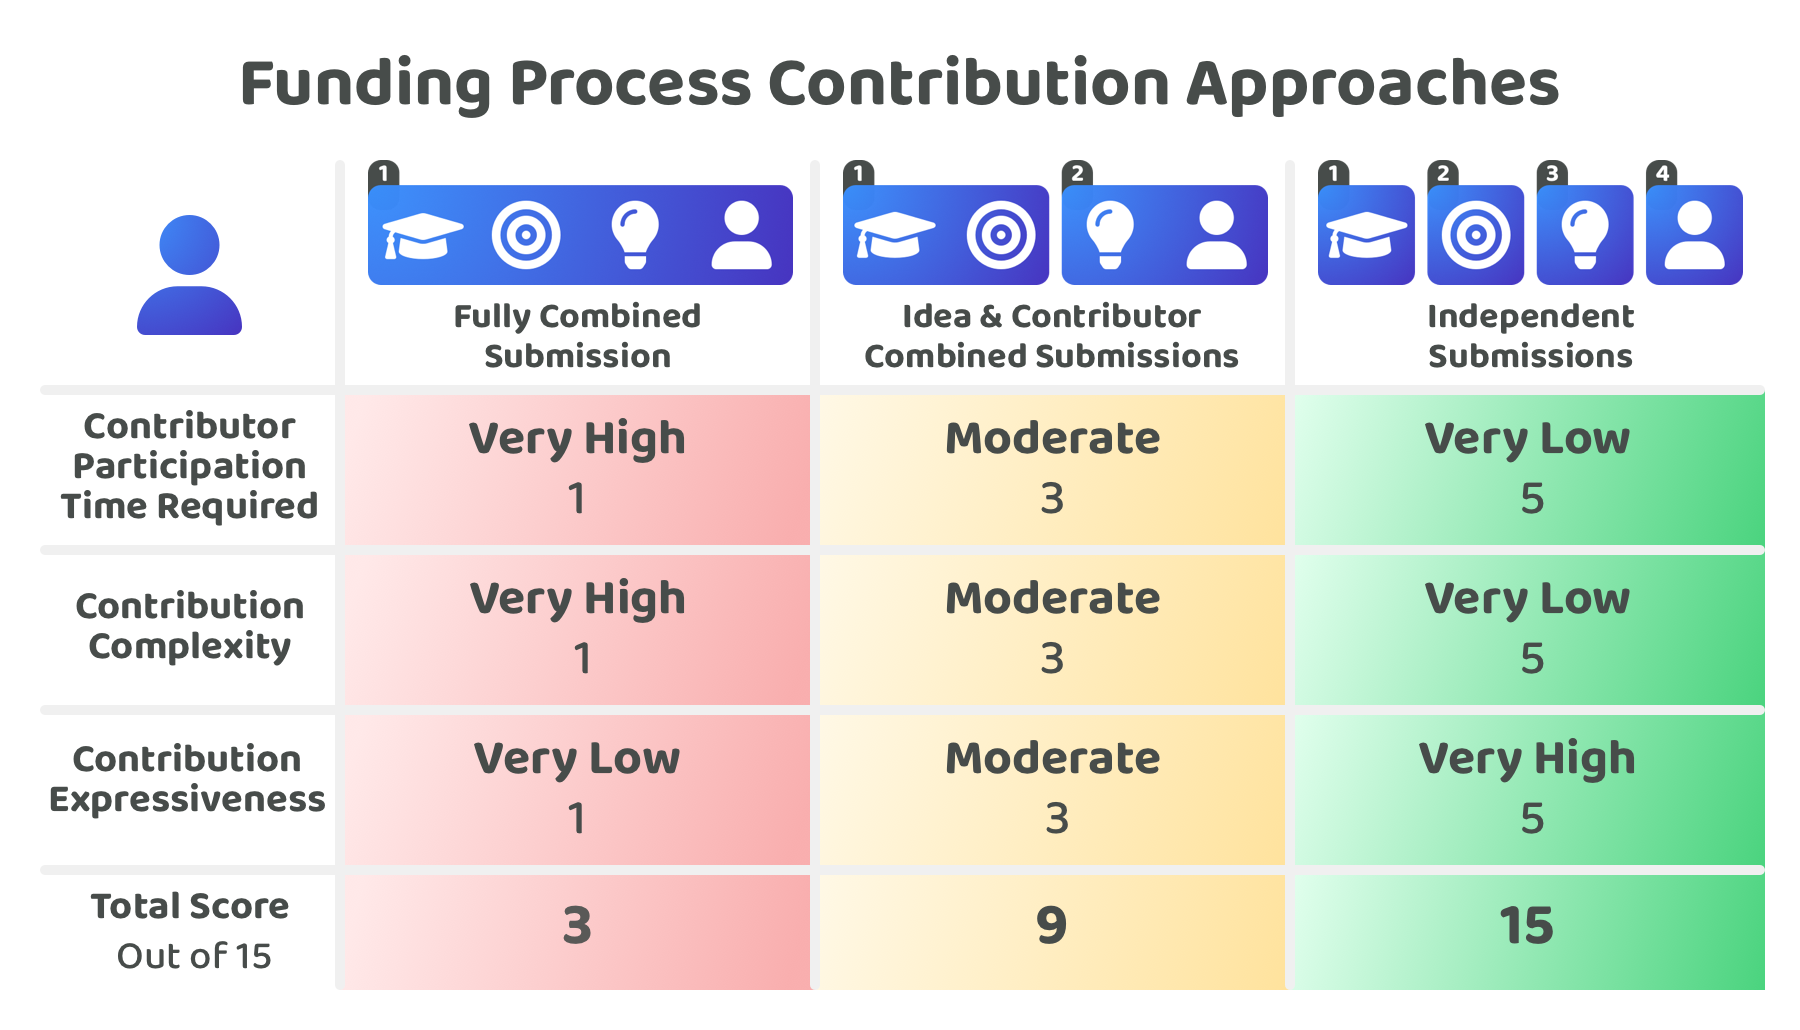 Funding Process Contribution Approaches
1
1
2
1
2
3
4
Fully Combined
Submission
Idea & Contributor
Combined Submissions
Independent
Submissions
Contributor
Participation
Time Required
Very High
1
Moderate
3
Very Low
5
Contribution
Complexity
Very High
1
Moderate
3
Very Low
5
Contribution
Expressiveness
Very Low
1
Moderate
3
Very High
5
Total Score
Out of 15
3
9
15